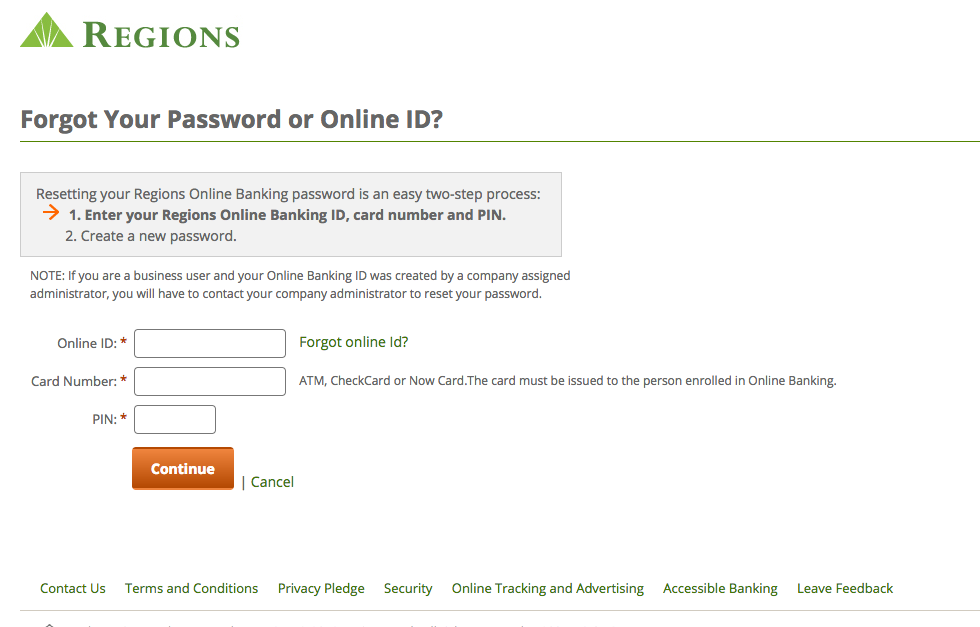 REGIONS
Forgot Your Password or Online ID?
Resetting your Regions Online Banking password is an easy two-step process:
1. Enter your Regions Online Banking ID, card number and PIN.
2. Create a new password.
NOTE: If you are a business user and your Online Banking ID was created by a company assigned
administrator, you will have to contact your company administrator to reset your password.
Online ID: * Forgot online Id?
Card Number: * ATM, CheckCard or Now Card.The card must be issued to the person enrolled in Online Banking.
PIN: *
Continue | Cancel
Contact Us Terms and Conditions Privacy Pledge Security Online Tracking and Advertising Accessible Banking Leave Feedback